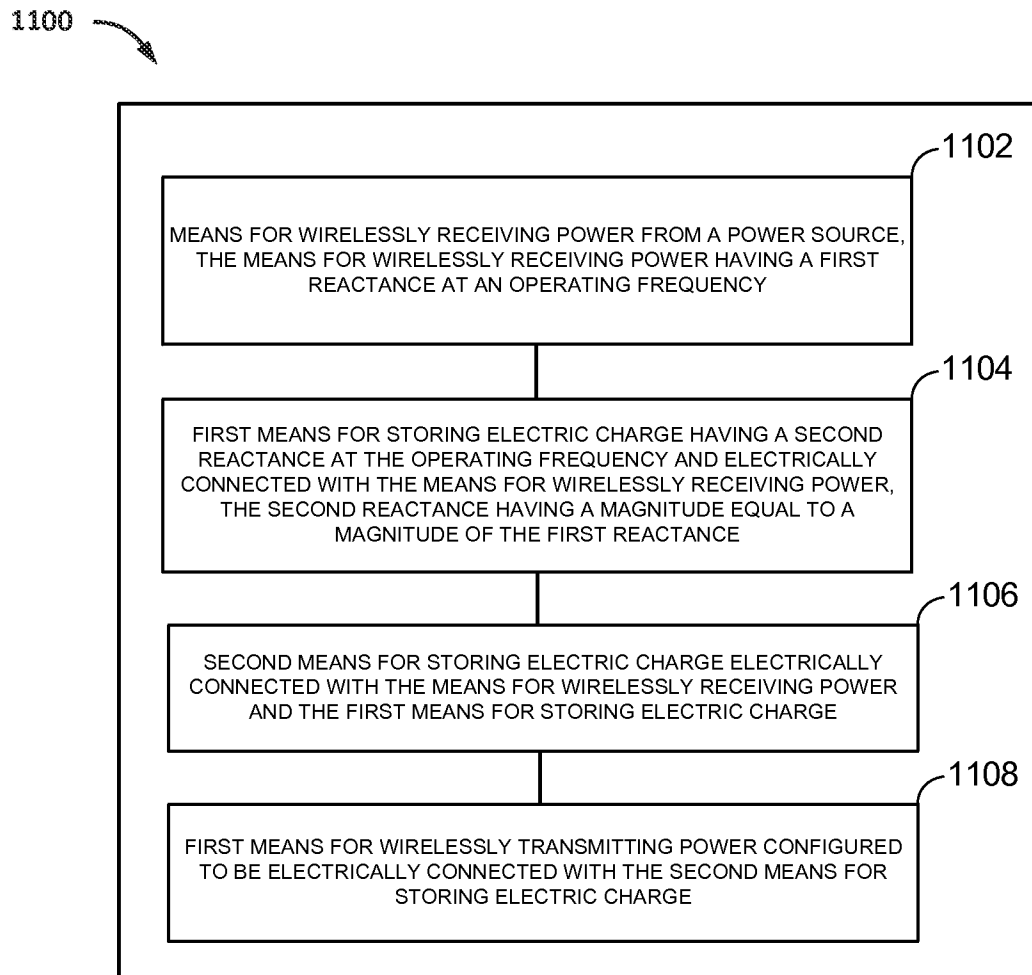 1100
1102
MEANS FOR WIRELESSLY RECEIVING POWER FROM A POWER SOURCE,
THE MEANS FOR WIRELESSLY RECEIVING POWER HAVING A FIRST
REACTANCE AT AN OPERATING FREQUENCY
1104
FIRST MEANS FOR STORING ELECTRIC CHARGE HAVING A SECOND
REACTANCE AT THE OPERATING FREQUENCY AND ELECTRICALLY
CONNECTED WITH THE MEANS FOR WIRELESSLY RECEIVING POWER,
THE SECOND REACTANCE HAVING A MAGNITUDE EQUAL TO A
MAGNITUDE OF THE FIRST REACTANCE
1106
SECOND MEANS FOR STORING ELECTRIC CHARGE ELECTRICALLY
CONNECTED WITH THE MEANS FOR WIRELESSLY RECEIVING POWER
AND THE FIRST MEANS FOR STORING ELECTRIC CHARGE
1108
FIRST MEANS FOR WIRELESSLY TRANSMITTING POWER CONFIGURED
TO BE ELECTRICALLY CONNECTED WITH THE SECOND MEANS FOR
STORING ELECTRIC CHARGE